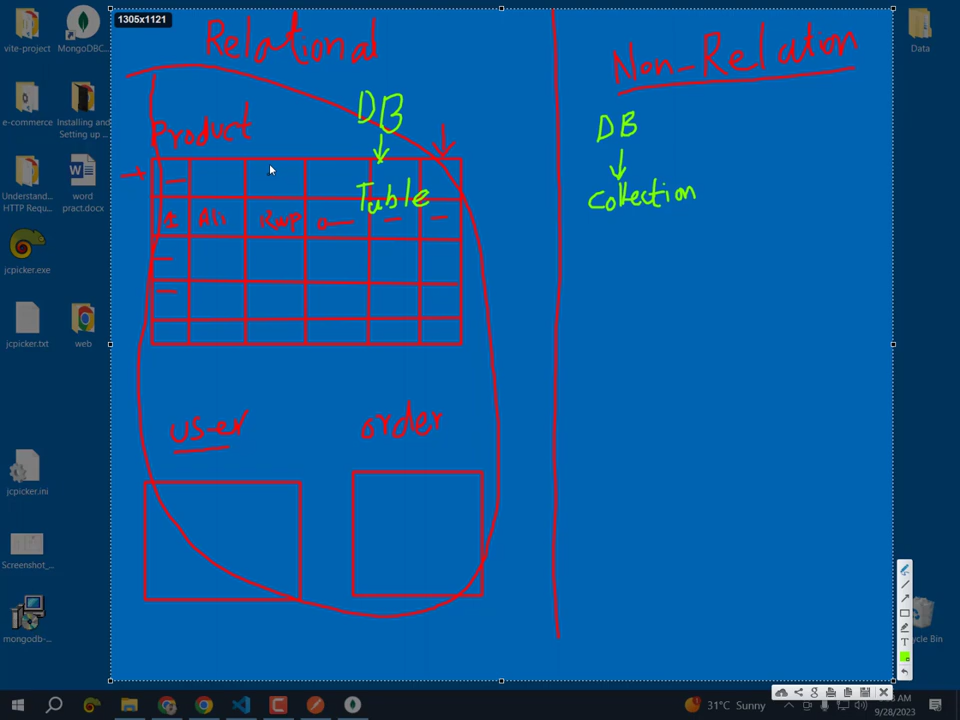 1305x1121
vite-project
MongoDBC...
Data
Relational
Non-Relation
e-commerce
Installing and
Setting up ...
Product
DB
DB
Table
Collection
Understand...
HTTP Requ...
word
pract.docx
1 Ali Rwp
jcpicker.exe
jcpicker.txt
web
user
order
jcpicker.ini
Screenshot_...
mongodb-...
T
31°C Sunny
9/28/2023